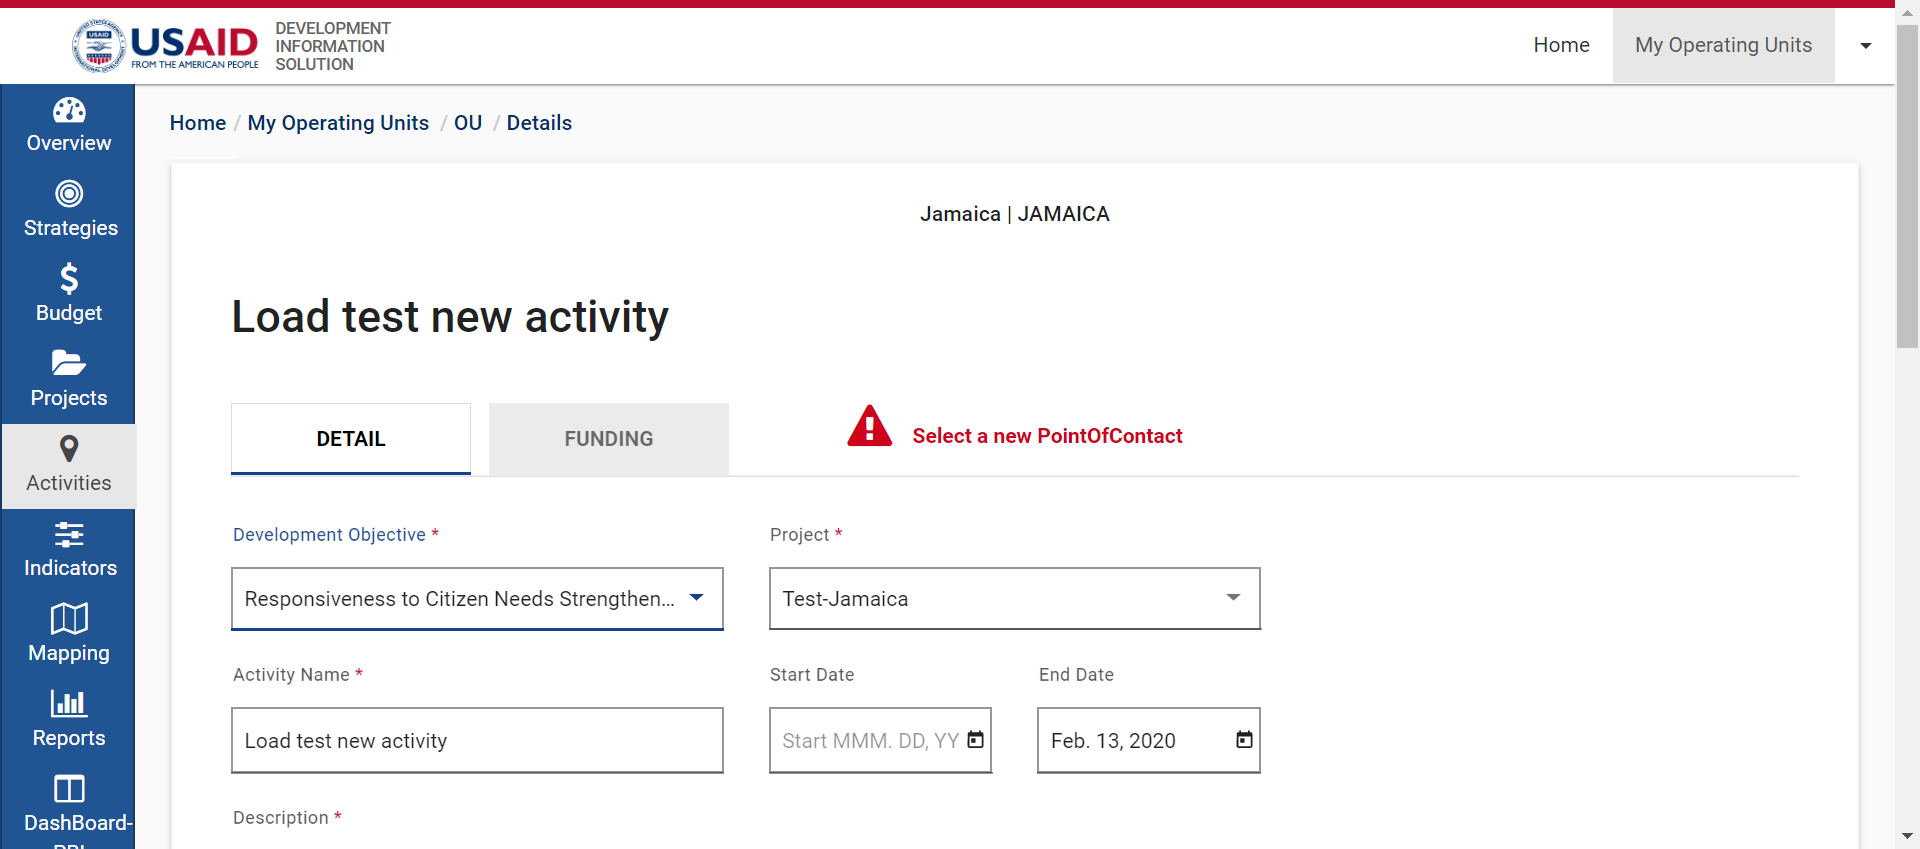 USAID
FROM THE AMERICAN PEOPLE
DEVELOPMENT
INFORMATION
SOLUTION
Home
My Operating Units
Overview
Strategies
Budget
Projects
Activities
Indicators
Mapping
Reports
DashBoard-
Home / My Operating Units / OU / Details
Jamaica | JAMAICA
Load test new activity
DETAIL
FUNDING
Select a new PointOfContact
Development Objective *
Project *
Responsiveness to Citizen Needs Strengthen...
Test-Jamaica
Activity Name *
Start Date
End Date
Load test new activity
Start MMM. DD, YY
Feb. 13, 2020
Description *